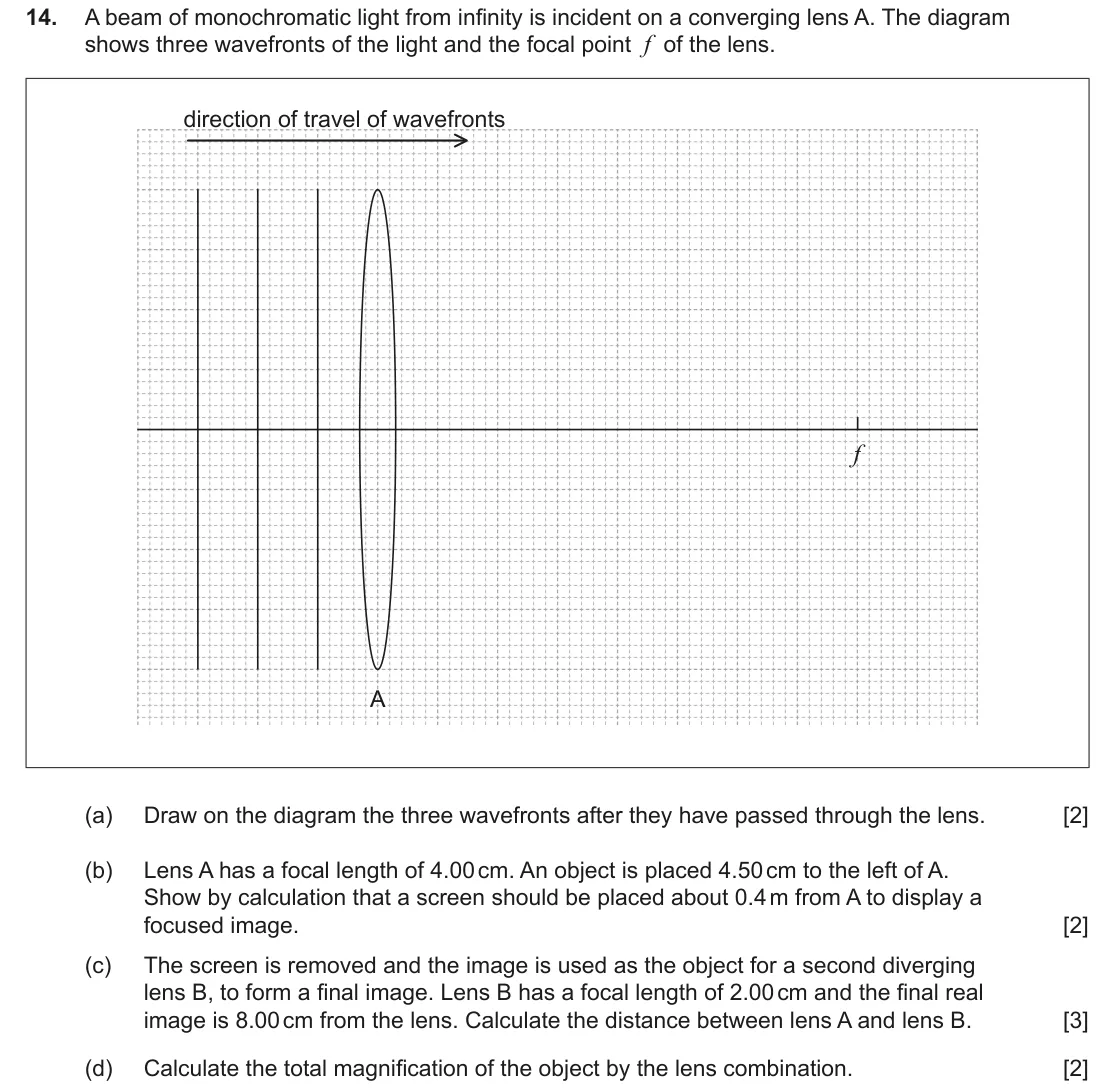 14. A beam of monochromatic light from infinity is incident on a converging lens A. The diagram
shows three wavefronts of the light and the focal point f of the lens.
direction of travel of wavefronts
f
A
(a) Draw on the diagram the three wavefronts after they have passed through the lens. [2]
(b) Lens A has a focal length of 4.00 cm. An object is placed 4.50 cm to the left of A.
Show by calculation that a screen should be placed about 0.4 m from A to display a
focused image. [2]
(c) The screen is removed and the image is used as the object for a second diverging
lens B, to form a final image. Lens B has a focal length of 2.00 cm and the final real
image is 8.00 cm from the lens. Calculate the distance between lens A and lens B. [3]
(d) Calculate the total magnification of the object by the lens combination. [2]